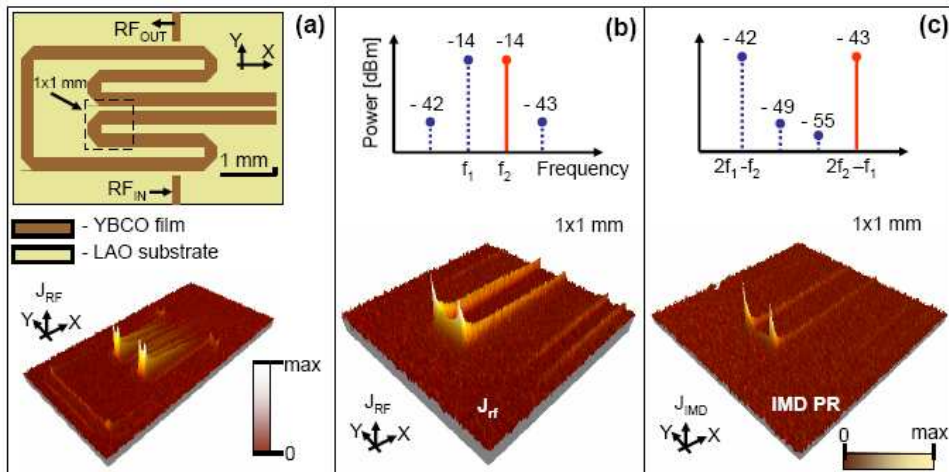 (a)
RF_OUT
Y
X
1x1 mm
1 mm
RF_IN
- YBCO film
- LAO substrate
J_RF
Y
X
max
0
(b)
Power [dBm]
- 42
-14
-14
- 43
f_1
f_2
Frequency
1x1 mm
J_rf
J_RF
Y
X
(c)
- 42
- 49
- 55
- 43
2f_1-f_2
2f_2-f_1
1x1 mm
IMD PR
J_IMD
Y
X
0
max